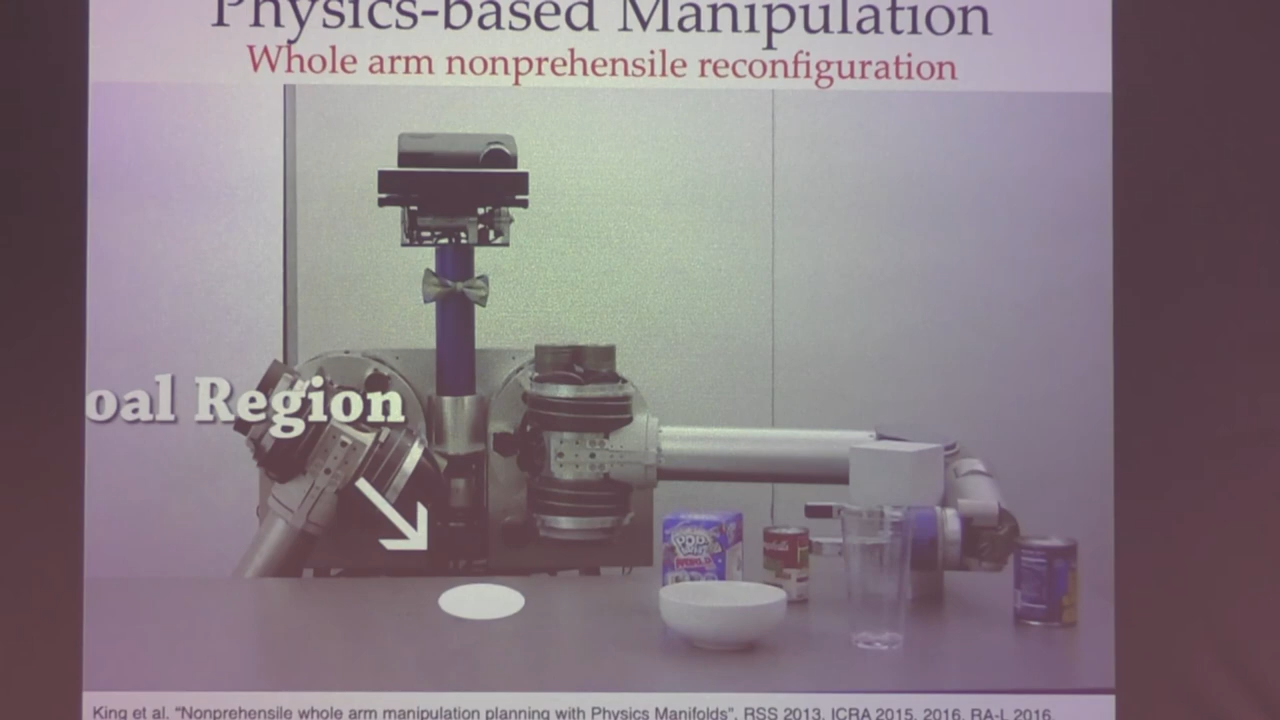 Physics-based Manipulation
Whole arm nonprehensile reconfiguration
oal Region
King et al. “Nonprehensile whole arm manipulation planning with Physics Manifolds”, RSS 2013, ICRA 2015, 2016, RA-L 2016